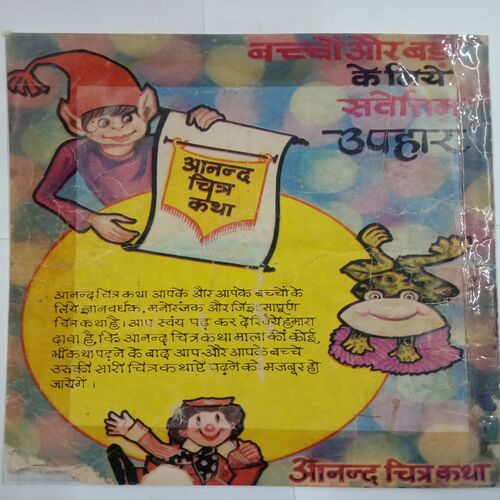 बच्चों और बड़ों
के लिये
सर्वोत्तम
उपहार
आनन्द
चित्र
कथा
आनन्द चित्र कथा आपके और आपके बच्चों के
लिये ज्ञानवर्धक, मनोरंजक और जिज्ञासापूर्ण
चित्र कथा है। आप स्वंय पढ़ कर देखिये हमारा
दावा है, कि आनन्द चित्र कथा माला की कोई,
भी कथा पढ़ने के बाद आप-और आपके बच्चे
उसकी सारी चित्र कथाऐं पढ़ने को मजबूर हो
जायेगें ।
आनन्द चित्र कथा